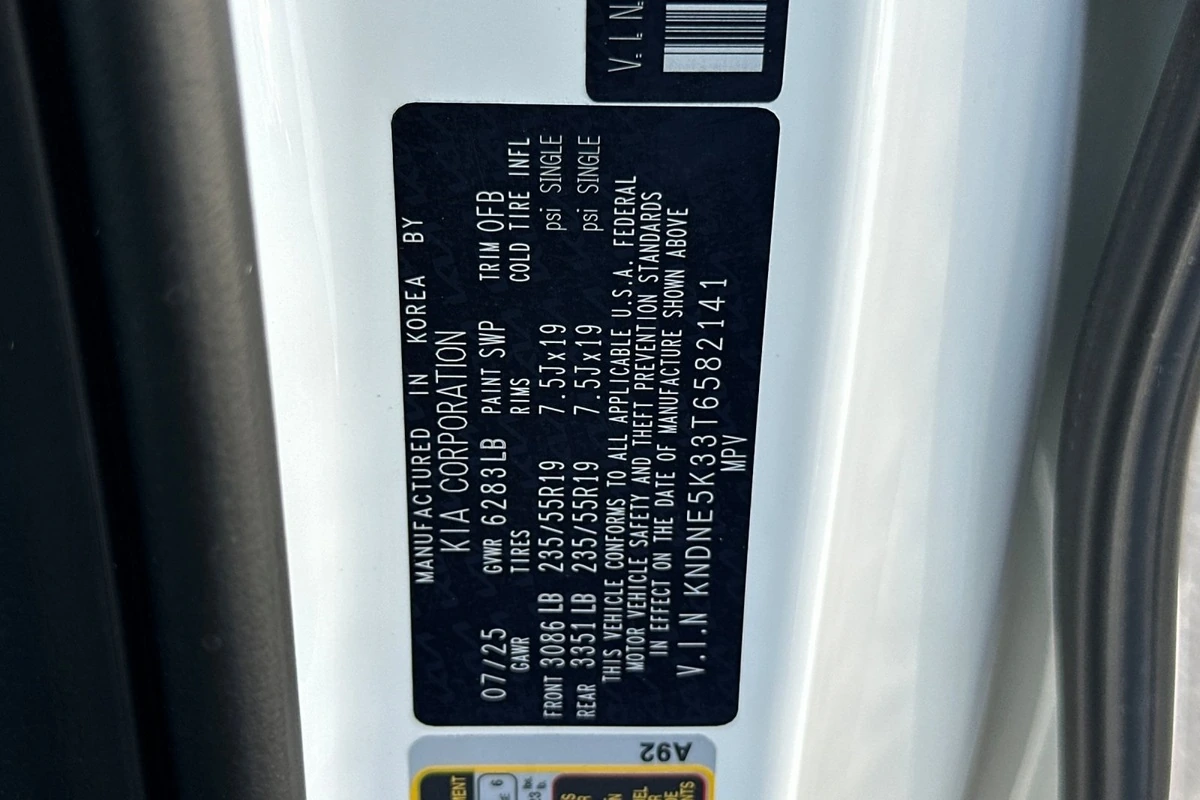 V.I.N.
MANUFACTURED IN KOREA BY
KIA CORPORATION
07/25 GVWR 6283LB PAINT SWP TRIM OFB
GAWR TIRES RIMS COLD TIRE INFL
FRONT 3086 LB 235/55R19 7.5Jx19 psi SINGLE
REAR 3351 LB 235/55R19 7.5Jx19 psi SINGLE
THIS VEHICLE CONFORMS TO ALL APPLICABLE U.S.A. FEDERAL
MOTOR VEHICLE SAFETY AND THEFT PREVENTION STANDARDS
IN EFFECT ON THE DATE OF MANUFACTURE SHOWN ABOVE
V.I.N KNDNE5K33T6582141
MPV
A92